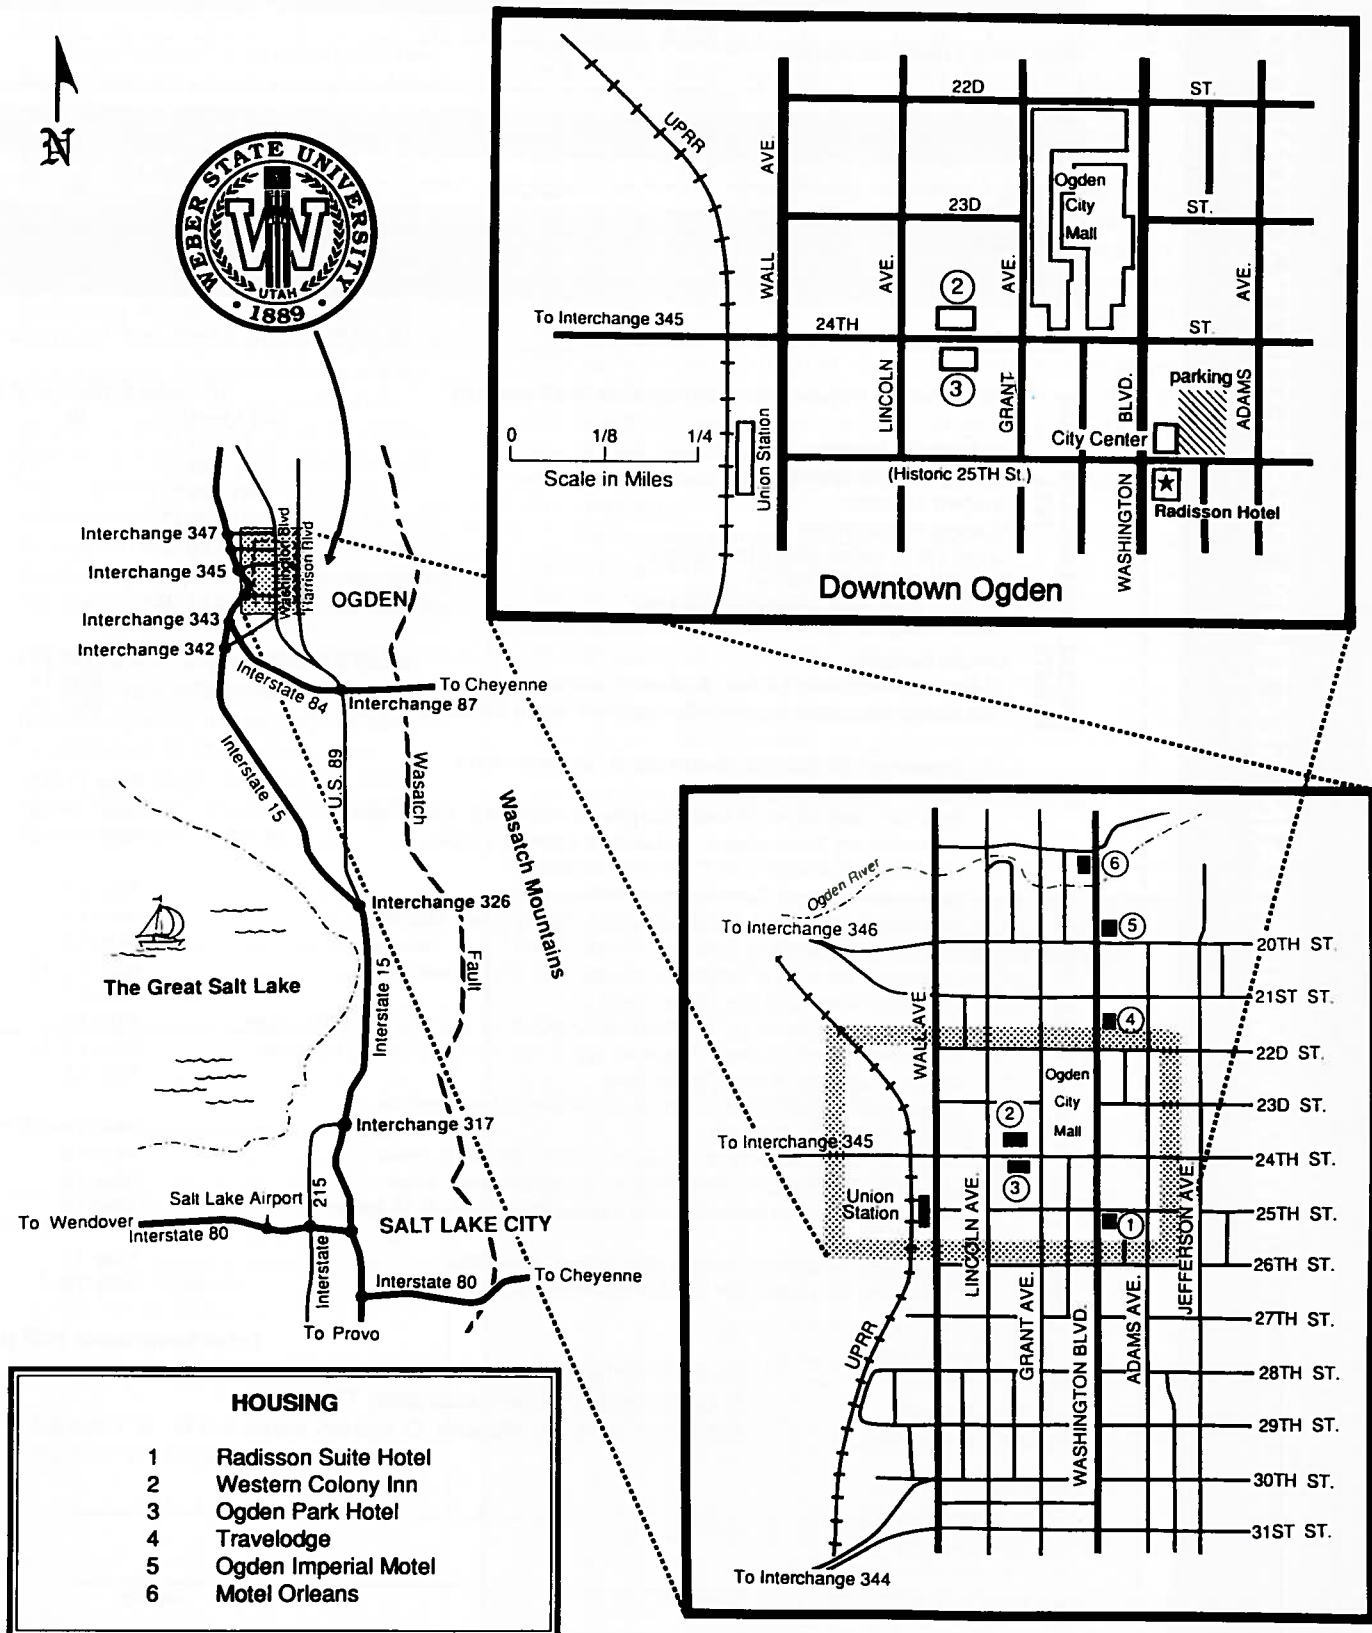 N
WEBER STATE UNIVERSITY
UTAH
• 1889 •
22D ST.
UPRR
WALL AVE.
23D ST.
Ogden
City
Mall
LINCOLN AVE.
GRANT AVE.
WASHINGTON BLVD.
ADAMS AVE.
2
To Interchange 345
24TH ST.
3
parking
City Center
0 1/8 1/4
Scale in Miles
Union Station
(Historic 25TH St.)
Radisson Hotel
Downtown Ogden
Interchange 347
Interchange 345
Interchange 343
Interchange 342
Washington Blvd
Harrison Blvd
OGDEN
Interstate 84
To Cheyenne
Interchange 87
Interstate 15
U.S. 89
Wasatch
Fault
Wasatch Mountains
Interchange 326
The Great Salt Lake
Interstate 15
Interchange 317
Salt Lake Airport
Interstate 215
To Wendover
Interstate 80
SALT LAKE CITY
Interstate 80
To Cheyenne
To Provo
6
Ogden River
To Interchange 346
5
20TH ST.
21ST ST.
WALL AVE.
4
22D ST.
Ogden
City
Mall
23D ST.
2
To Interchange 345
24TH ST.
3
Union
Station
25TH ST.
1
26TH ST.
LINCOLN AVE.
GRANT AVE.
WASHINGTON BLVD.
ADAMS AVE.
JEFFERSON AVE.
27TH ST.
UPRR
28TH ST.
29TH ST.
30TH ST.
31ST ST.
To Interchange 344
HOUSING
1 Radisson Suite Hotel
2 Western Colony Inn
3 Ogden Park Hotel
4 Travelodge
5 Ogden Imperial Motel
6 Motel Orleans